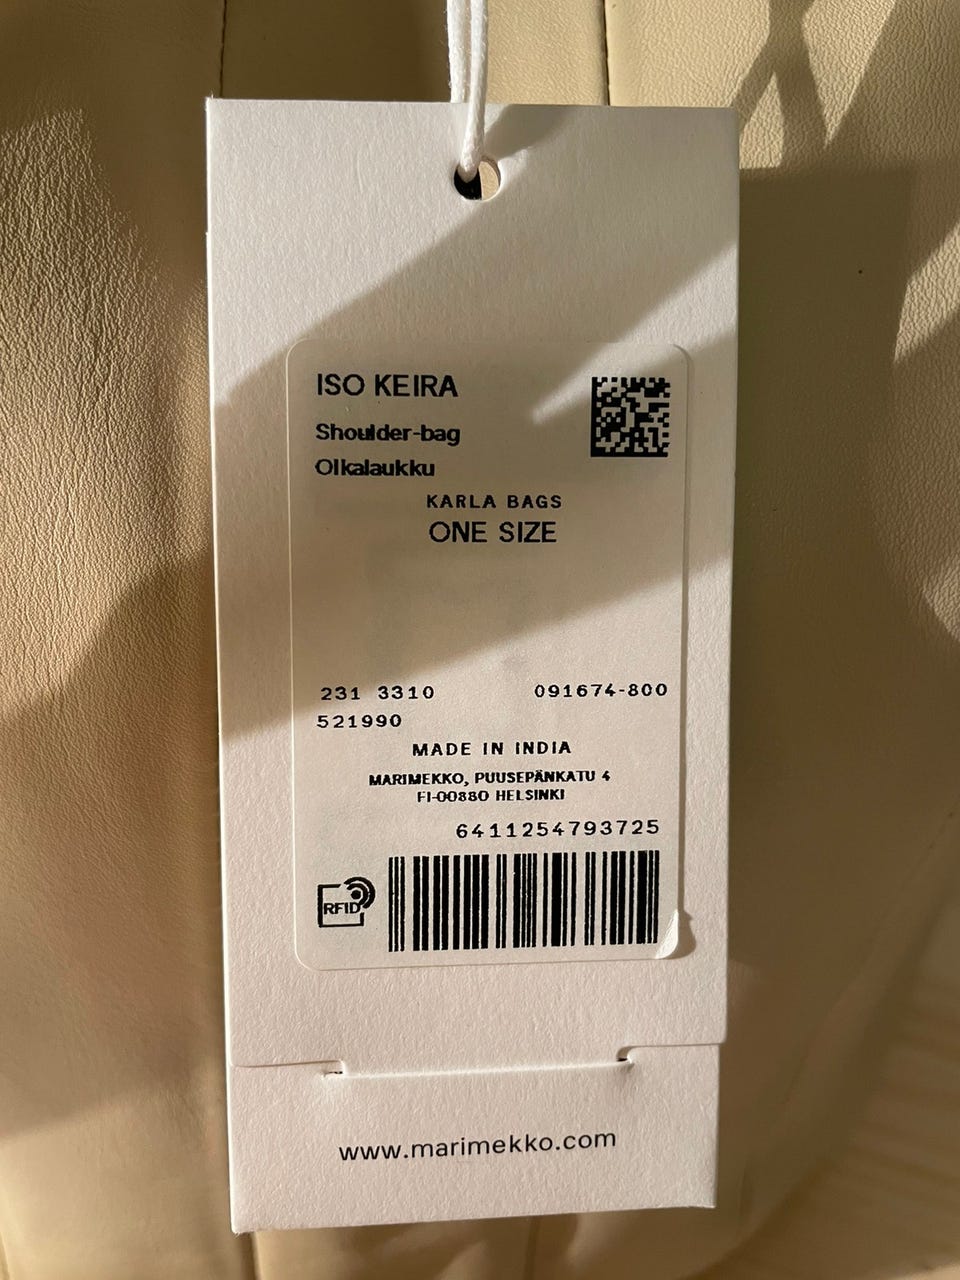 ISO KEIRA
Shoulder-bag
Olkalaukku
KARLA BAGS
ONE SIZE
231 3310 091674-800
521990
MADE IN INDIA
MARIMEKKO, PUUSEPÄNKATU 4
FI-00880 HELSINKI
6411254793725
RFID
www.marimekko.com